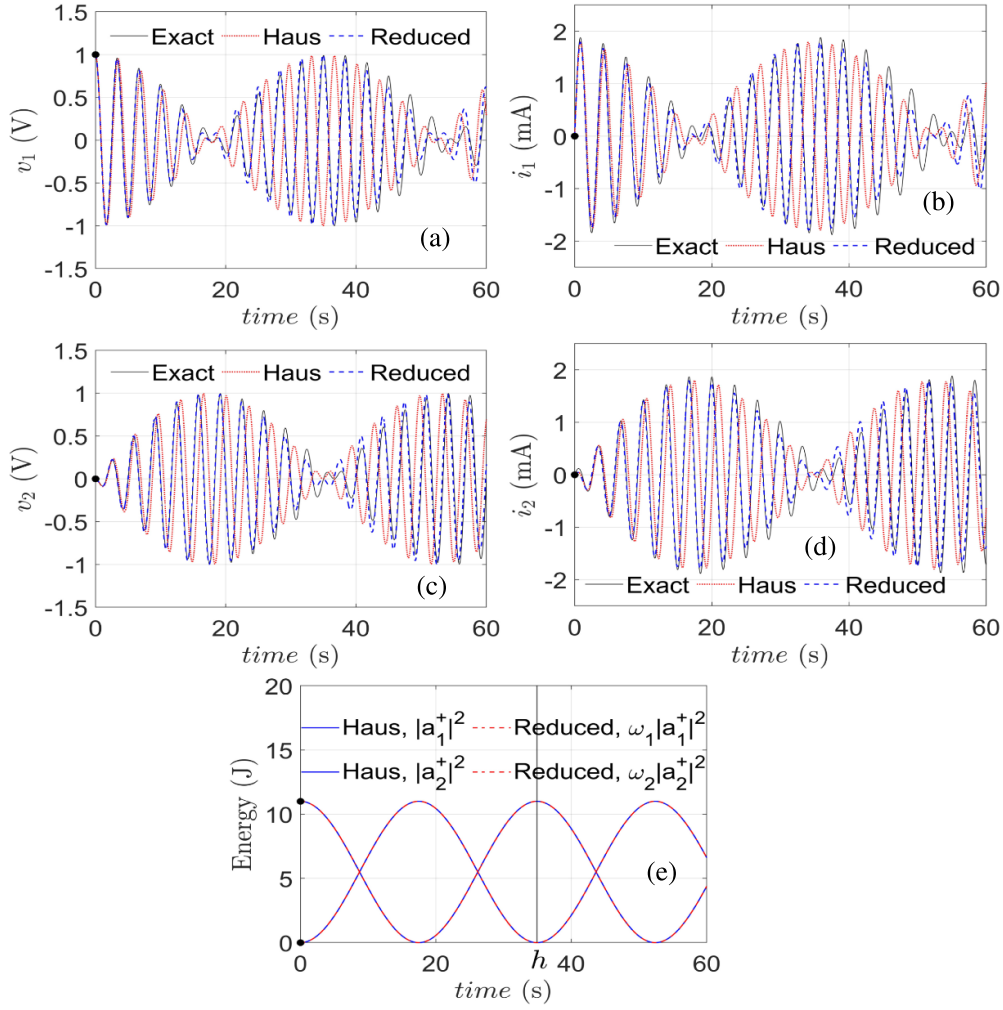 1.5
1
0.5
0
-0.5
-1
-1.5
v₁ (V)
Exact Haus Reduced
(a)
0 20 40 60
time (s)
2
1
0
-1
-2
i₁ (mA)
(b)
Exact Haus Reduced
0 20 40 60
time (s)
1.5
1
0.5
0
-0.5
-1
-1.5
v₂ (V)
Exact Haus Reduced
(c)
0 20 40 60
time (s)
2
1
0
-1
-2
i₂ (mA)
(d)
Exact Haus Reduced
0 20 40 60
time (s)
20
15
10
5
0
Energy (J)
Haus, |a₁⁺|² Reduced, ω₁|a₁⁺|²
Haus, |a₂⁺|² Reduced, ω₂|a₂⁺|²
(e)
0 20 h 40 60
time (s)